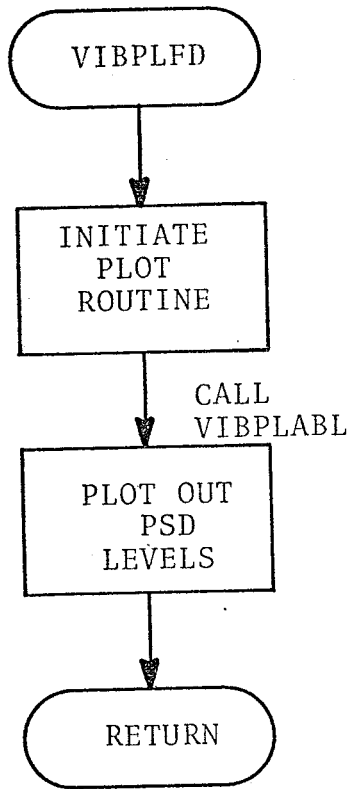 VIBPLFD
INITIATE
PLOT
ROUTINE
CALL
VIBPLABL
PLOT OUT
PSD
LEVELS
RETURN